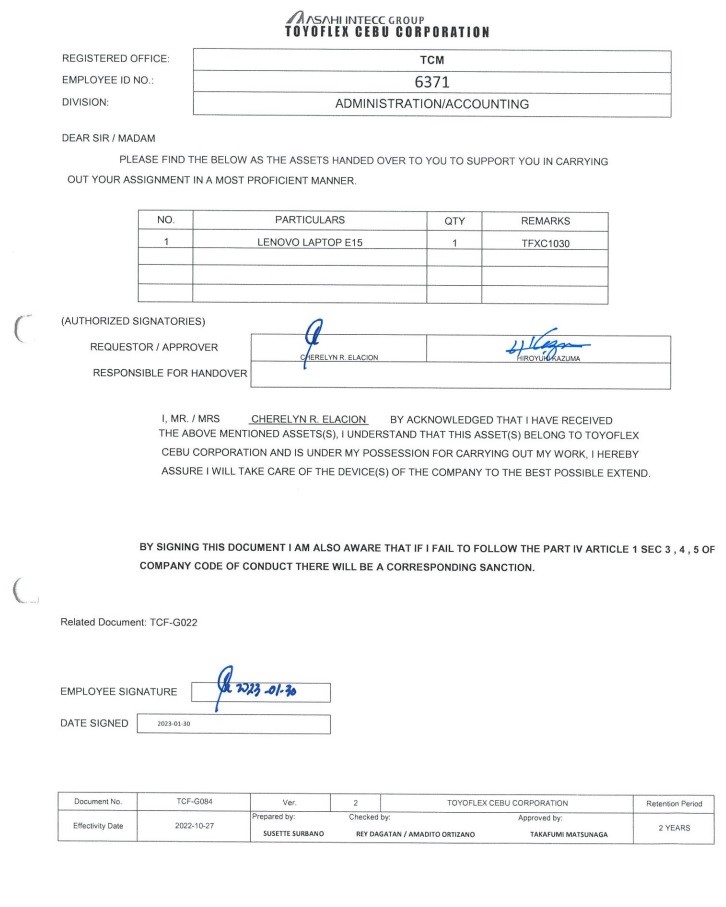 ASAHI INTECC GROUP
TOYOFLEX CEBU CORPORATION
REGISTERED OFFICE: TCM
EMPLOYEE ID NO.: 6371
DIVISION: ADMINISTRATION/ACCOUNTING
DEAR SIR / MADAM
PLEASE FIND THE BELOW AS THE ASSETS HANDED OVER TO YOU TO SUPPORT YOU IN CARRYING
OUT YOUR ASSIGNMENT IN A MOST PROFICIENT MANNER.
NO. PARTICULARS QTY REMARKS
1 LENOVO LAPTOP E15 1 TFXC1030
(AUTHORIZED SIGNATORIES)
REQUESTOR / APPROVER CHERELYN R. ELACION HIROYUKI KAZUMA
RESPONSIBLE FOR HANDOVER
I, MR. / MRS CHERELYN R. ELACION BY ACKNOWLEDGED THAT I HAVE RECEIVED
THE ABOVE MENTIONED ASSETS(S), I UNDERSTAND THAT THIS ASSET(S) BELONG TO TOYOFLEX
CEBU CORPORATION AND IS UNDER MY POSSESSION FOR CARRYING OUT MY WORK, I HEREBY
ASSURE I WILL TAKE CARE OF THE DEVICE(S) OF THE COMPANY TO THE BEST POSSIBLE EXTEND.
BY SIGNING THIS DOCUMENT I AM ALSO AWARE THAT IF I FAIL TO FOLLOW THE PART IV ARTICLE 1 SEC 3 , 4 , 5 OF
COMPANY CODE OF CONDUCT THERE WILL BE A CORRESPONDING SANCTION.
Related Document: TCF-G022
EMPLOYEE SIGNATURE 2023-01-30
DATE SIGNED 2023-01-30
Document No. TCF-G084 Ver. 2 TOYOFLEX CEBU CORPORATION Retention Period
Effectivity Date 2022-10-27 Prepared by: Checked by: Approved by: 2 YEARS
SUSETTE SURBANO REY DAGATAN / AMADITO ORTIZANO TAKAFUMI MATSUNAGA